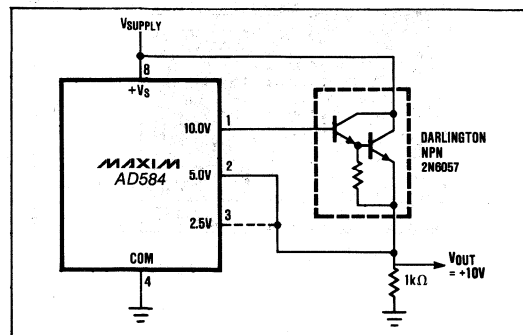 VSUPPLY
8
+VS
10.0V 1
MAXIM
AD584
5.0V 2
2.5V 3
COM
4
DARLINGTON
NPN
2N6057
VOUT
= +10V
1kΩ